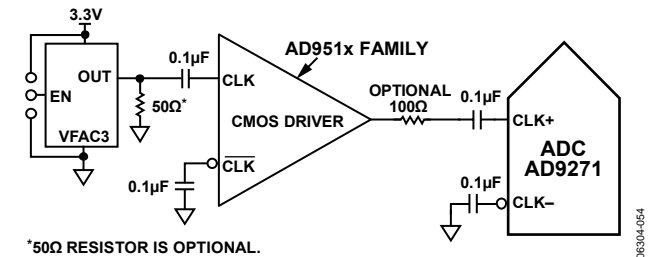 3.3V
OUT
EN
VFAC3
0.1µF
50Ω*
AD951x FAMILY
CLK
CMOS DRIVER
CLK
0.1µF
OPTIONAL
100Ω
0.1µF
CLK+
ADC
AD9271
0.1µF
CLK–
*50Ω RESISTOR IS OPTIONAL.
06304-054